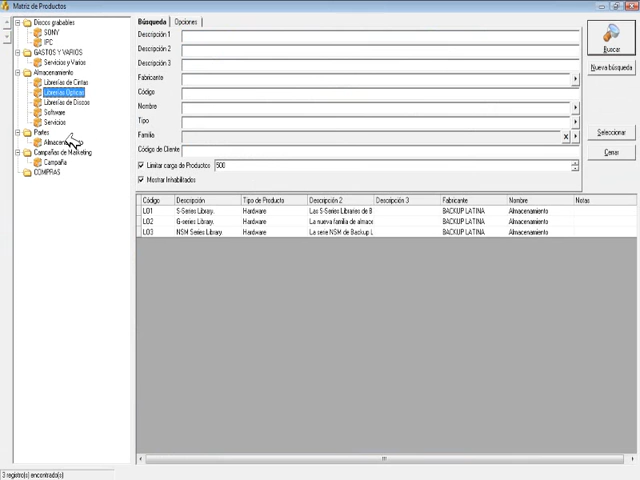 Matriz de Productos
Discos grabables
SONY
IPC
GASTOS Y VARIOS
Servicios y Varios
Almacenamiento
Librerías de Cintas
Librerías Ópticas
Librerías de Discos
Software
Servicios
Partes
Campañas de Marketing
Campaña
COMPRAS
Búsqueda Opciones
Descripción 1
Descripción 2
Descripción 3
Fabricante
Código
Nombre
Tipo
Familia
Código de Cliente
Limitar carga de Productos 500
Mostrar Inhabilitados
Buscar
Nueva búsqueda
Seleccionar
Cerrar
Código Descripción Tipo de Producto Descripción 2 Descripción 3 Fabricante Nombre Notas
L01 S-Series Library. Hardware Las S-Series Libraries de B BACKUP LATINA Almacenamiento
L02 G-series Library. Hardware La nueva familia de almace BACKUP LATINA Almacenamiento
L03 NSM Series Library Hardware La serie NSM de Backup L BACKUP LATINA Almacenamiento
3 registro(s) encontrado(s)